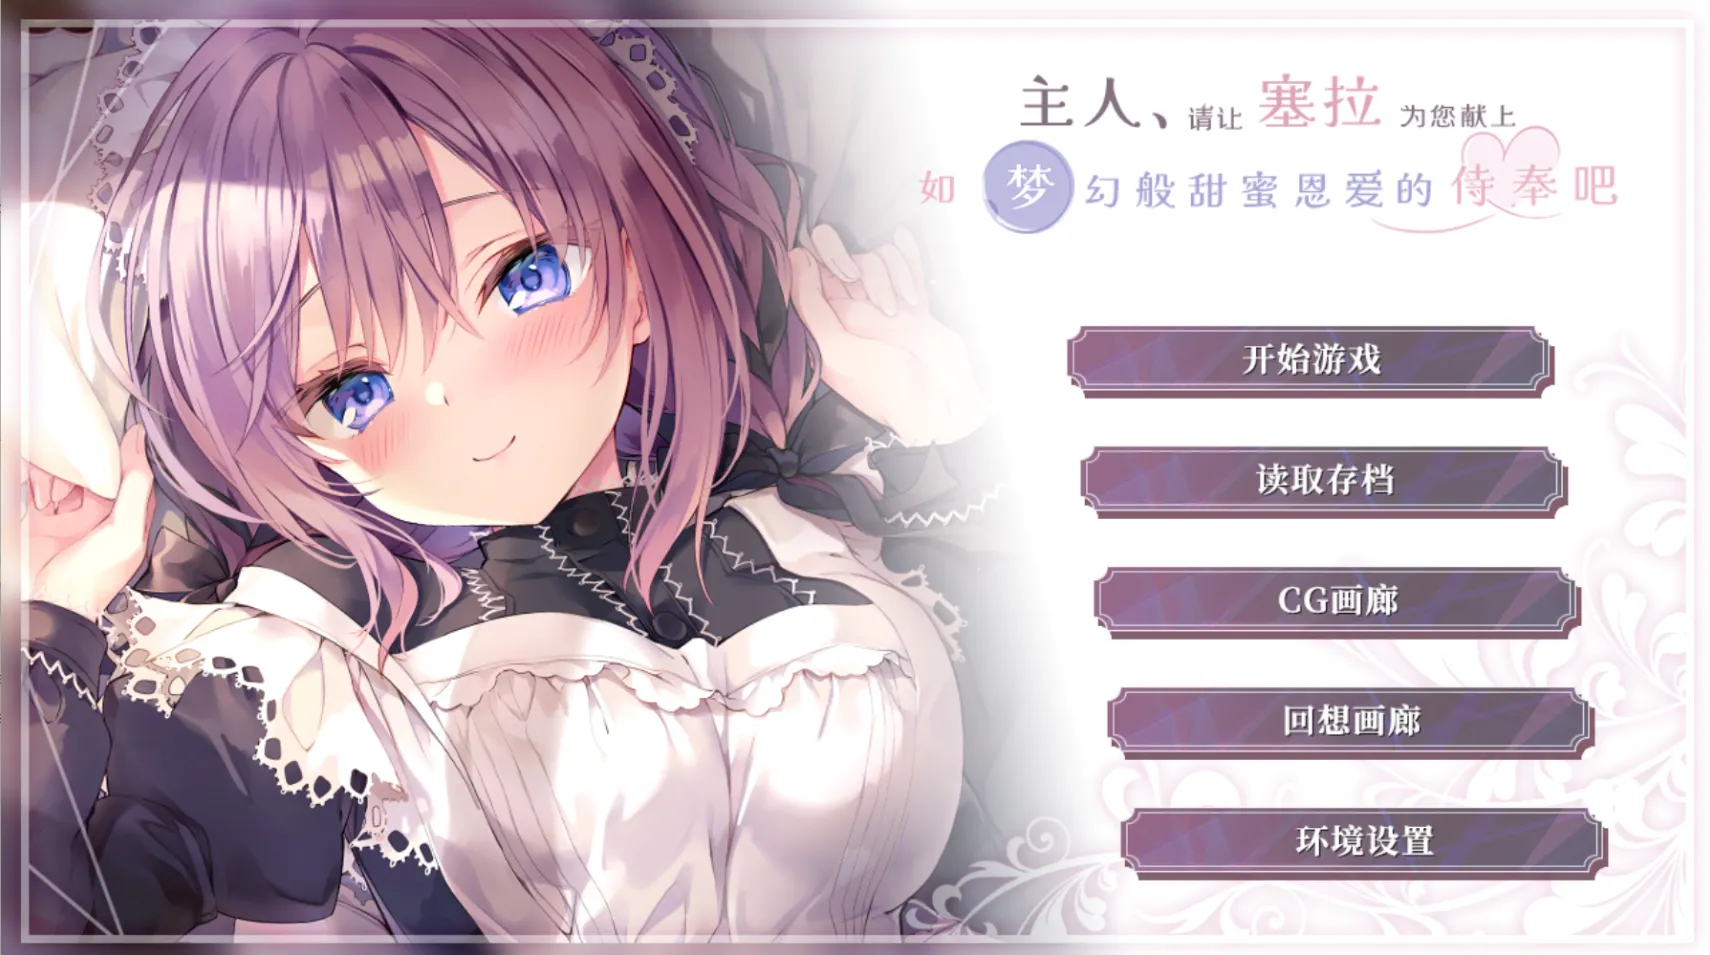 主人、请让 塞拉 为您献上
如 梦 幻般甜蜜恩爱的 侍奉 吧
开始游戏
读取存档
CG画廊
回想画廊
环境设置